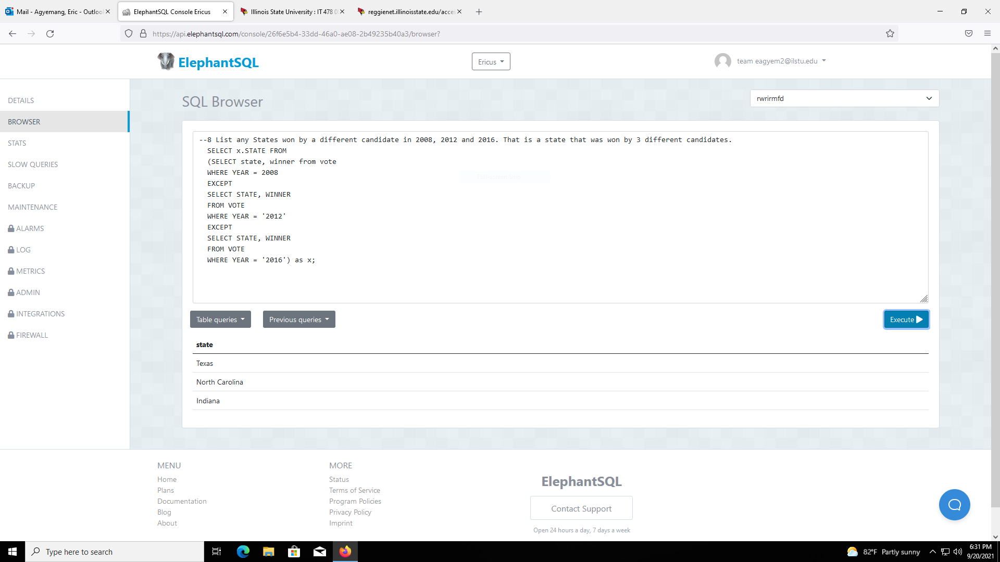 Mail - Agyemang, Eric - Outlook
ElephantSQL Console Ericus
Illinois State University : IT 478 0
reggienet.illinoisstate.edu/acce
https://api.elephantsql.com/console/26f6e5b4-33dd-46a0-ae08-2b49235b40a3/browser?
ElephantSQL
Ericus
team eagyem2@ilstu.edu
DETAILS
BROWSER
STATS
SLOW QUERIES
BACKUP
MAINTENANCE
ALARMS
LOG
METRICS
ADMIN
INTEGRATIONS
FIREWALL
SQL Browser
rwrirmfd
--8 List any States won by a different candidate in 2008, 2012 and 2016. That is a state that was won by 3 different candidates.
SELECT x.STATE FROM
(SELECT state, winner from vote
WHERE YEAR = 2008
EXCEPT
SELECT STATE, WINNER
FROM VOTE
WHERE YEAR = '2012'
EXCEPT
SELECT STATE, WINNER
FROM VOTE
WHERE YEAR = '2016') as x;
Full-screen Snip
Table queries
Previous queries
Execute
state
Texas
North Carolina
Indiana
MENU
Home
Plans
Documentation
Blog
About
MORE
Status
Terms of Service
Program Policies
Privacy Policy
Imprint
ElephantSQL
Contact Support
Open 24 hours a day, 7 days a week
Type here to search
82°F Partly sunny
6:31 PM
9/20/2021